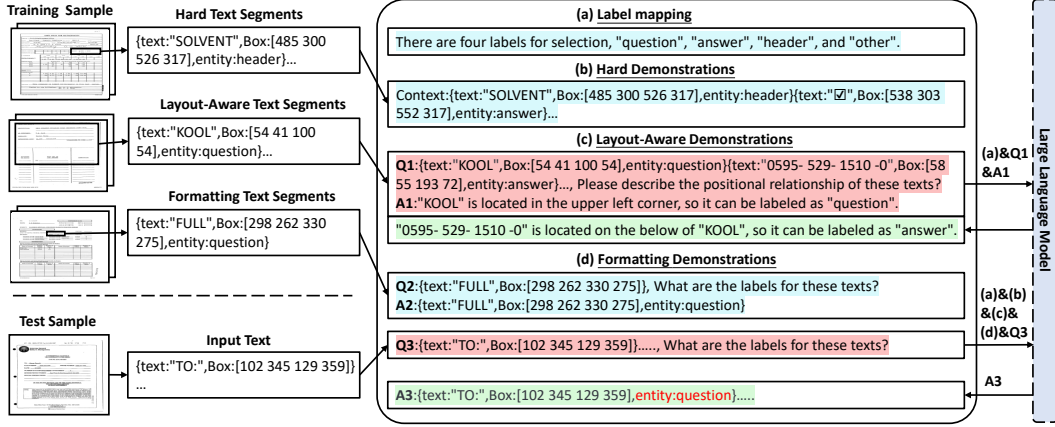 Training Sample
Hard Text Segments
{text:"SOLVENT",Box:[485 300
526 317],entity:header}…
Layout-Aware Text Segments
{text:"KOOL",Box:[54 41 100
54],entity:question}…
Formatting Text Segments
{text:"FULL",Box:[298 262 330
275],entity:question}
Test Sample
Input Text
{text:"TO:",Box:[102 345 129 359]}
…
(a) Label mapping
There are four labels for selection, "question", "answer", "header", and "other".
(b) Hard Demonstrations
Context:{text:"SOLVENT",Box:[485 300 526 317],entity:header}{text:"☑",Box:[538 303
552 317],entity:answer}…
(c) Layout-Aware Demonstrations
Q1:{text:"KOOL",Box:[54 41 100 54],entity:question}{text:"0595- 529- 1510 -0",Box:[58
55 193 72],entity:answer}…, Please describe the positional relationship of these texts?
A1:"KOOL" is located in the upper left corner, so it can be labeled as "question".
"0595- 529- 1510 -0" is located on the below of "KOOL", so it can be labeled as "answer".
(d) Formatting Demonstrations
Q2:{text:"FULL",Box:[298 262 330 275]}, What are the labels for these texts?
A2:{text:"FULL",Box:[298 262 330 275],entity:question}
Q3:{text:"TO:",Box:[102 345 129 359]}....., What are the labels for these texts?
A3:{text:"TO:",Box:[102 345 129 359],entity:question}.....
(a)&Q1
&A1
(a)&(b)
&(c)&
(d)&Q3
A3
Large Language Model